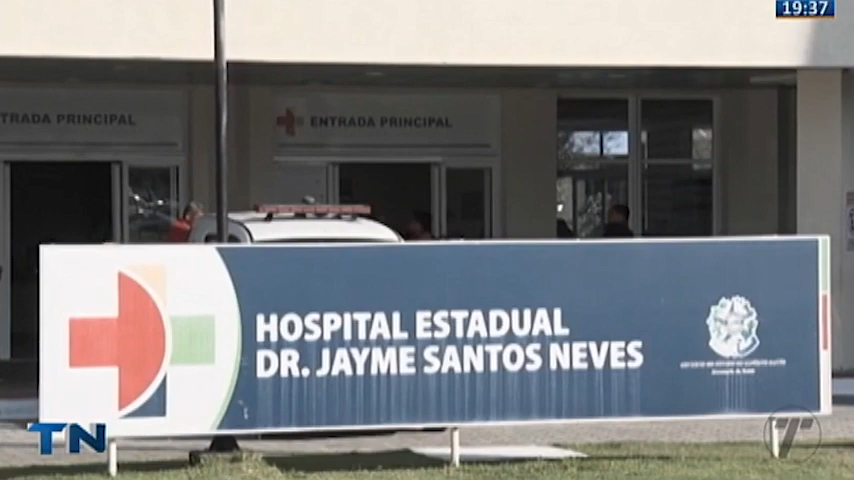 19:37
TRADA PRINCIPAL
ENTRADA PRINCIPAL
HOSPITAL ESTADUAL
DR. JAYME SANTOS NEVES
TN